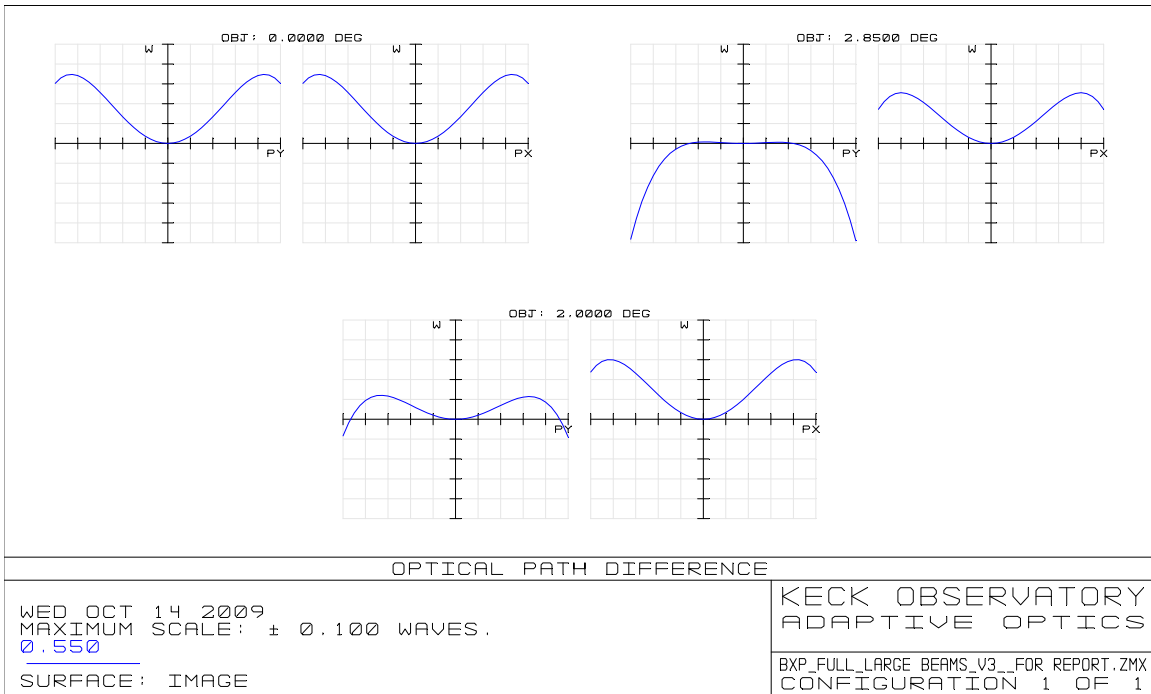 OBJ: 0.0000 DEG
W
PY
W
PX
OBJ: 2.8500 DEG
W
PY
W
PX
OBJ: 2.0000 DEG
W
PY
W
PX
OPTICAL PATH DIFFERENCE
WED OCT 14 2009
MAXIMUM SCALE: ± 0.100 WAVES.
0.550
SURFACE: IMAGE
KECK OBSERVATORY
ADAPTIVE OPTICS
BXP_FULL_LARGE BEAMS_V3__FOR REPORT.ZMX
CONFIGURATION 1 OF 1